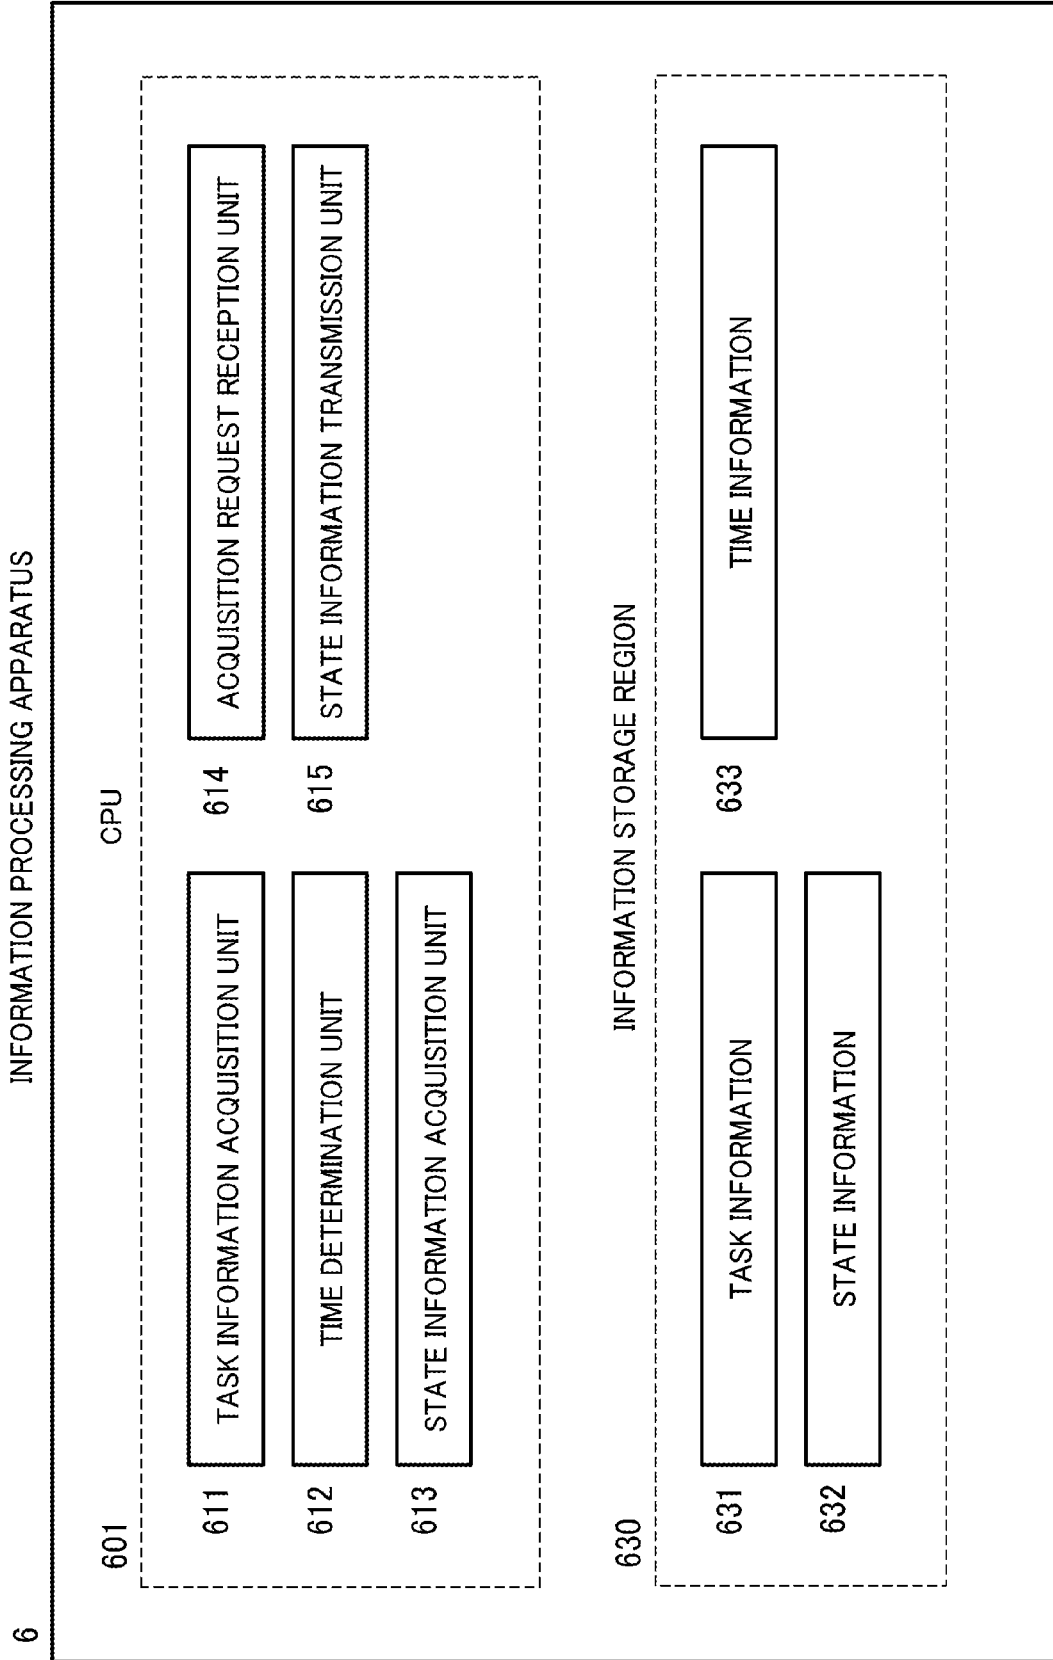 6
INFORMATION PROCESSING APPARATUS
601
CPU
611
TASK INFORMATION ACQUISITION UNIT
614
ACQUISITION REQUEST RECEPTION UNIT
612
TIME DETERMINATION UNIT
615
STATE INFORMATION TRANSMISSION UNIT
613
STATE INFORMATION ACQUISITION UNIT
630
INFORMATION STORAGE REGION
631
TASK INFORMATION
633
TIME INFORMATION
632
STATE INFORMATION